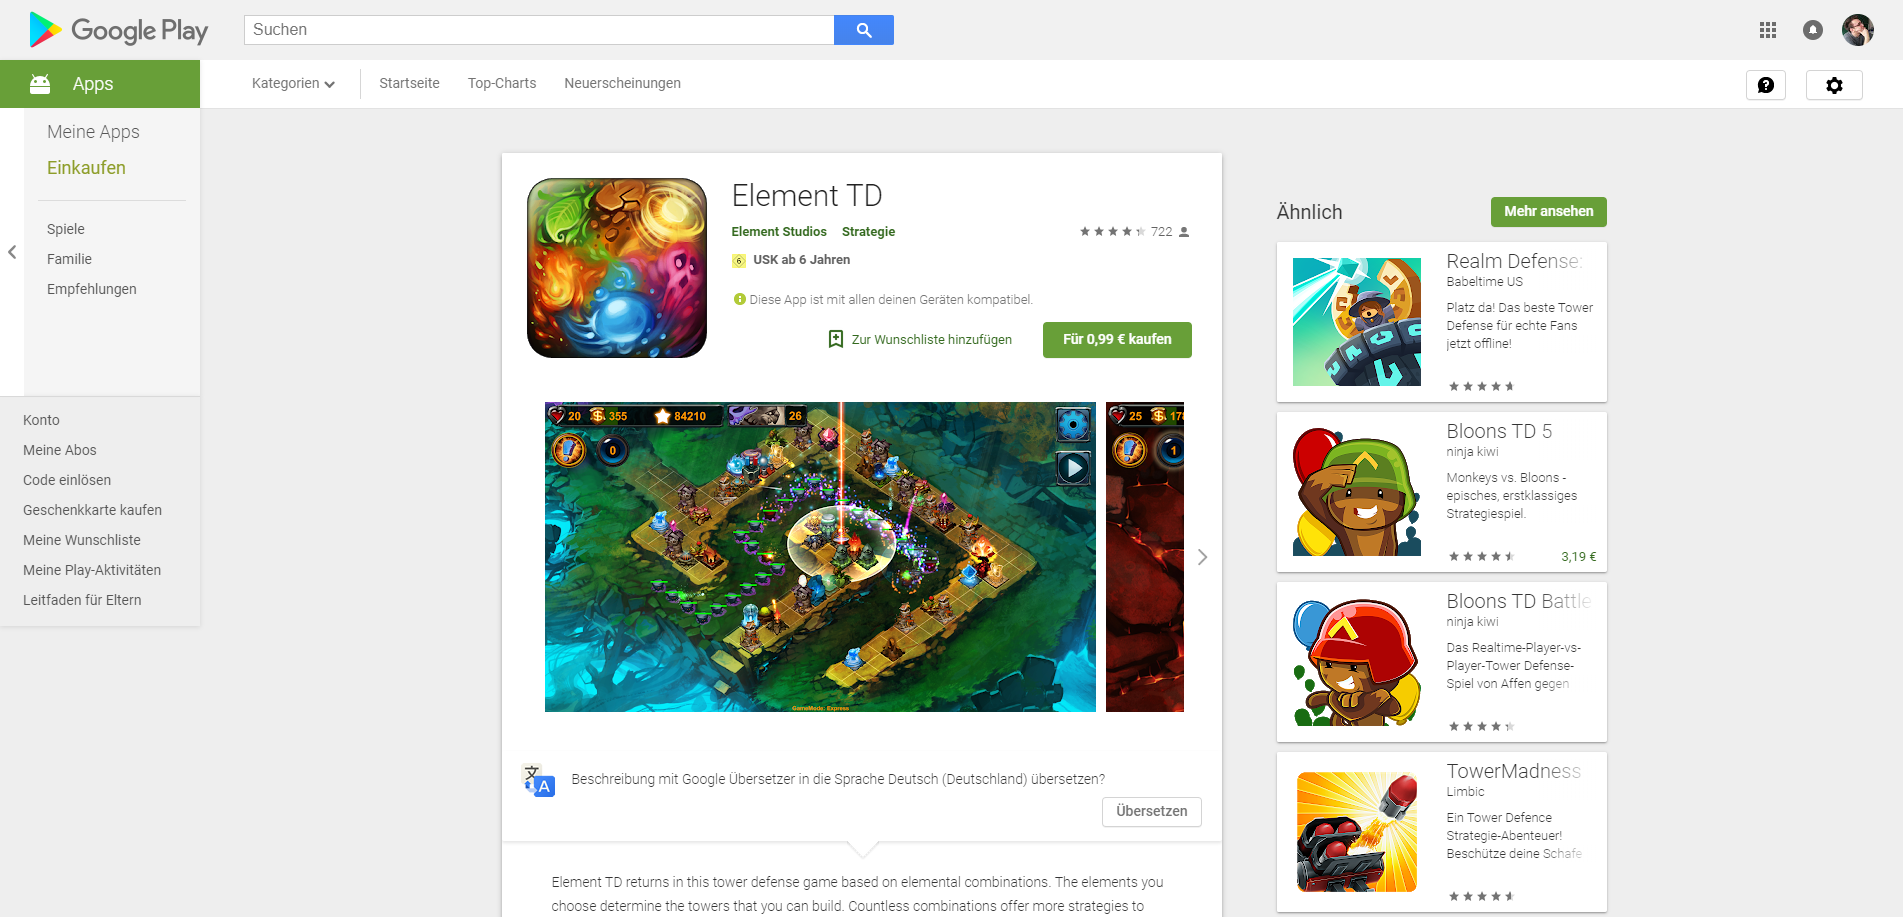 Google Play
Suchen
Apps
Kategorien
Startseite
Top-Charts
Neuerscheinungen
Meine Apps
Einkaufen
Spiele
Familie
Empfehlungen
Konto
Meine Abos
Code einlösen
Geschenkkarte kaufen
Meine Wunschliste
Meine Play-Aktivitäten
Leitfaden für Eltern
Element TD
Element Studios Strategie
722
6 USK ab 6 Jahren
Diese App ist mit allen deinen Geräten kompatibel.
Zur Wunschliste hinzufügen
Für 0,99 € kaufen
20 355 84210 26
0
GameMode: Express
25 178
1
Beschreibung mit Google Übersetzer in die Sprache Deutsch (Deutschland) übersetzen?
Übersetzen
Element TD returns in this tower defense game based on elemental combinations. The elements you
choose determine the towers that you can build. Countless combinations offer more strategies to
Ähnlich
Mehr ansehen
Realm Defense:
Babeltime US
Platz da! Das beste Tower
Defense für echte Fans
jetzt offline!
Bloons TD 5
ninja kiwi
Monkeys vs. Bloons -
episches, erstklassiges
Strategiespiel.
3,19 €
Bloons TD Battle
ninja kiwi
Das Realtime-Player-vs-
Player-Tower Defense-
Spiel von Affen gegen
TowerMadness
Limbic
Ein Tower Defence
Strategie-Abenteuer!
Beschütze deine Schafe